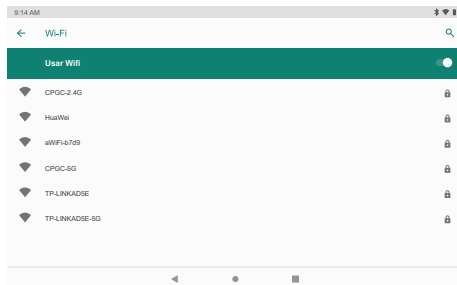 9:14 AM
Wi-Fi
Usar Wifi
CPGC-2.4G
HuaWei
aWiFi-b7d9
CPGC-5G
TP-LINKAD5E
TP-LINKAD5E-5G